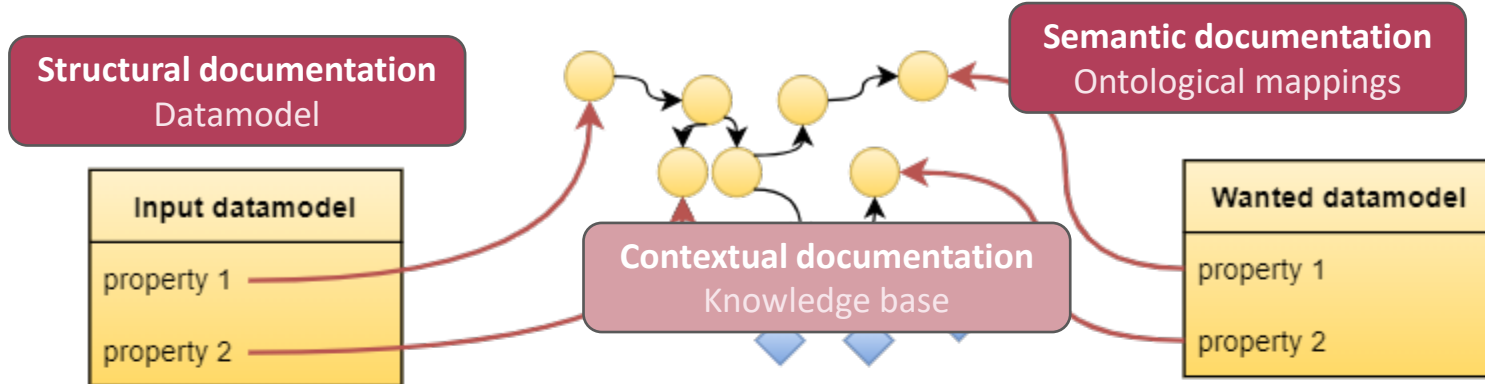 Structural documentation
Datamodel
Semantic documentation
Ontological mappings
Input datamodel
property 1
property 2
Contextual documentation
Knowledge base
Wanted datamodel
property 1
property 2